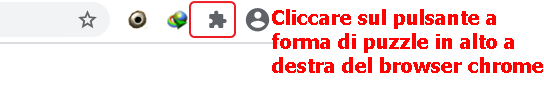 Cliccare sul pulsante a
forma di puzzle in alto a
destra del browser chrome